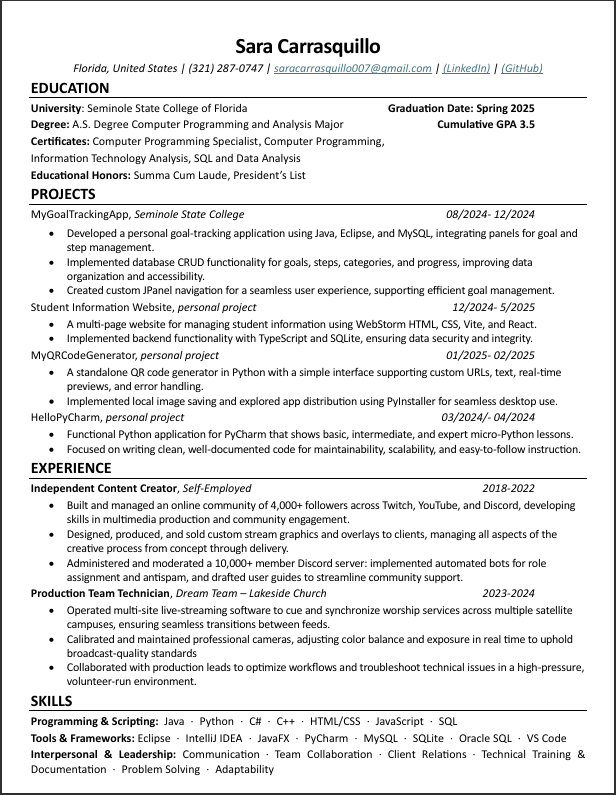 Sara Carrasquillo
Florida, United States | (321) 287-0747 | saracarrasquillo007@gmail.com | (LinkedIn) | (GitHub)
EDUCATION
University: Seminole State College of Florida Graduation Date: Spring 2025
Degree: A.S. Degree Computer Programming and Analysis Major Cumulative GPA 3.5
Certificates: Computer Programming Specialist, Computer Programming,
Information Technology Analysis, SQL and Data Analysis
Educational Honors: Summa Cum Laude, President's List
PROJECTS
MyGoalTrackingApp, Seminole State College 08/2024- 12/2024
• Developed a personal goal-tracking application using Java, Eclipse, and MySQL, integrating panels for goal and
step management.
• Implemented database CRUD functionality for goals, steps, categories, and progress, improving data
organization and accessibility.
• Created custom JPanel navigation for a seamless user experience, supporting efficient goal management.
Student Information Website, personal project 12/2024- 5/2025
• A multi-page website for managing student information using WebStorm HTML, CSS, Vite, and React.
• Implemented backend functionality with TypeScript and SQLite, ensuring data security and integrity.
MyQRCodeGenerator, personal project 01/2025- 02/2025
• A standalone QR code generator in Python with a simple interface supporting custom URLs, text, real-time
previews, and error handling.
• Implemented local image saving and explored app distribution using PyInstaller for seamless desktop use.
HelloPyCharm, personal project 03/2024/- 04/2024
• Functional Python application for PyCharm that shows basic, intermediate, and expert micro-Python lessons.
• Focused on writing clean, well-documented code for maintainability, scalability, and easy-to-follow instruction.
EXPERIENCE
Independent Content Creator, Self-Employed 2018-2022
• Built and managed an online community of 4,000+ followers across Twitch, YouTube, and Discord, developing
skills in multimedia production and community engagement.
• Designed, produced, and sold custom stream graphics and overlays to clients, managing all aspects of the
creative process from concept through delivery.
• Administered and moderated a 10,000+ member Discord server: implemented automated bots for role
assignment and antispam, and drafted user guides to streamline community support.
Production Team Technician, Dream Team – Lakeside Church 2023-2024
• Operated multi-site live-streaming software to cue and synchronize worship services across multiple satellite
campuses, ensuring seamless transitions between feeds.
• Calibrated and maintained professional cameras, adjusting color balance and exposure in real time to uphold
broadcast-quality standards
• Collaborated with production leads to optimize workflows and troubleshoot technical issues in a high-pressure,
volunteer-run environment.
SKILLS
Programming & Scripting: Java · Python · C# · C++ · HTML/CSS · JavaScript · SQL
Tools & Frameworks: Eclipse · IntelliJ IDEA · JavaFX · PyCharm · MySQL · SQLite · Oracle SQL · VS Code
Interpersonal & Leadership: Communication · Team Collaboration · Client Relations · Technical Training &
Documentation · Problem Solving · Adaptability